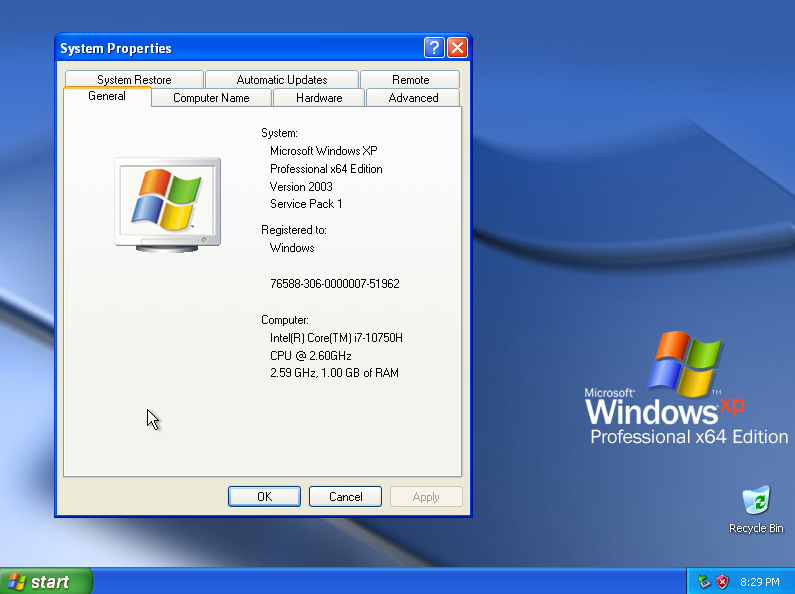 System Properties
System Restore
Automatic Updates
Remote
General
Computer Name
Hardware
Advanced
System:
Microsoft Windows XP
Professional x64 Edition
Version 2003
Service Pack 1
Registered to:
Windows
76588-306-0000007-51962
Computer:
Intel(R) Core(TM) i7-10750H
CPU @ 2.60GHz
2.59 GHz, 1.00 GB of RAM
OK
Cancel
Apply
Microsoft®
Windows xp
Professional x64 Edition
Recycle Bin
start
8:29 PM